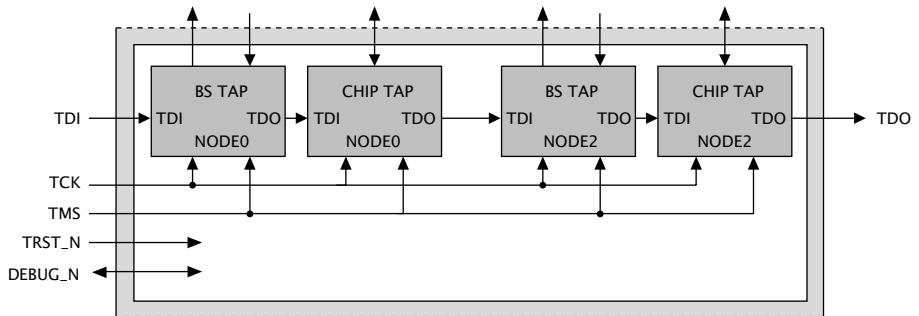 BS TAP CHIP TAP BS TAP CHIP TAP
TDI TDI TDO TDI TDO TDI TDO TDI TDO TDO
NODE0 NODE0 NODE2 NODE2
TCK
TMS
TRST_N
DEBUG_N